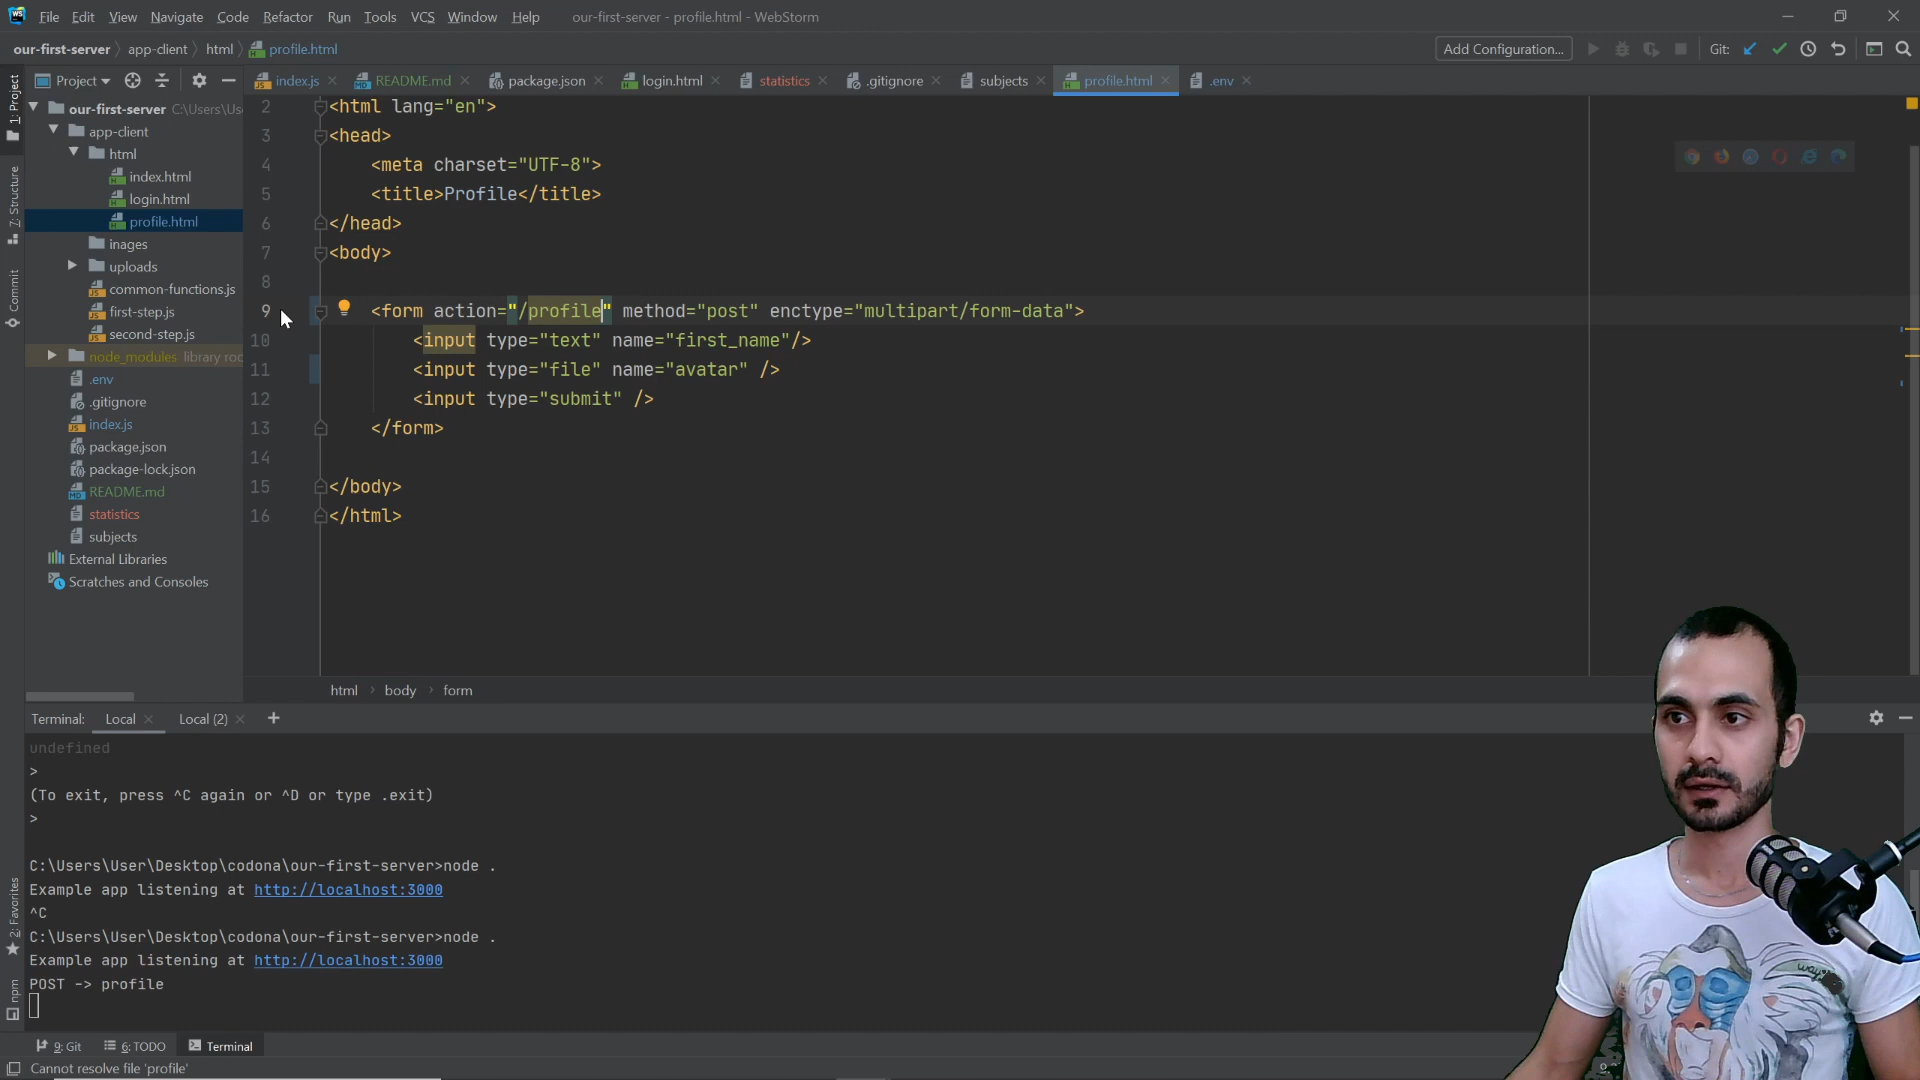 WS File Edit View Navigate Code Refactor Run Tools VCS Window Help our-first-server - profile.html - WebStorm
our-first-server app-client html profile.html Add Configuration... Git:
Project index.js README.md package.json login.html statistics .gitignore subjects profile.html .env
our-first-server C:\Users\Us
app-client
html
index.html
login.html
profile.html
inages
uploads
common-functions.js
first-step.js
second-step.js
node_modules library roo
.env
.gitignore
index.js
package.json
package-lock.json
README.md
statistics
subjects
External Libraries
Scratches and Consoles
1: Project
7: Structure
Commit
2: Favorites
npm
2 <html lang="en">
3 <head>
4 <meta charset="UTF-8">
5 <title>Profile</title>
6 </head>
7 <body>
8
9 <form action="/profile" method="post" enctype="multipart/form-data">
10 <input type="text" name="first_name"/>
11 <input type="file" name="avatar" />
12 <input type="submit" />
13 </form>
14
15 </body>
16 </html>
html body form
Terminal: Local Local (2) +
undefined
>
(To exit, press ^C again or ^D or type .exit)
>
C:\Users\User\Desktop\codona\our-first-server>node .
Example app listening at http://localhost:3000
^C
C:\Users\User\Desktop\codona\our-first-server>node .
Example app listening at http://localhost:3000
POST -> profile
9: Git 6: TODO Terminal
Cannot resolve file 'profile'